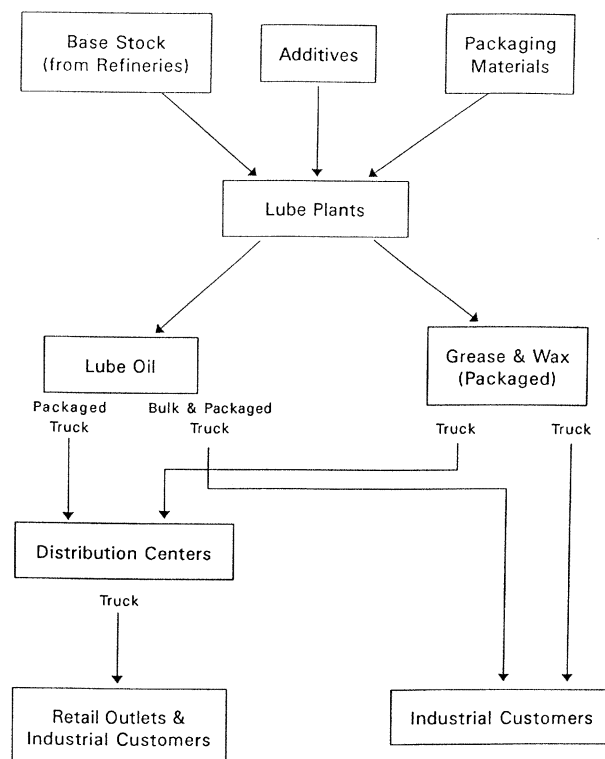 Base Stock
(from Refineries)
Additives
Packaging
Materials
Lube Plants
Lube Oil
Grease & Wax
(Packaged)
Packaged
Truck
Bulk & Packaged
Truck
Truck
Truck
Distribution Centers
Truck
Retail Outlets &
Industrial Customers
Industrial Customers